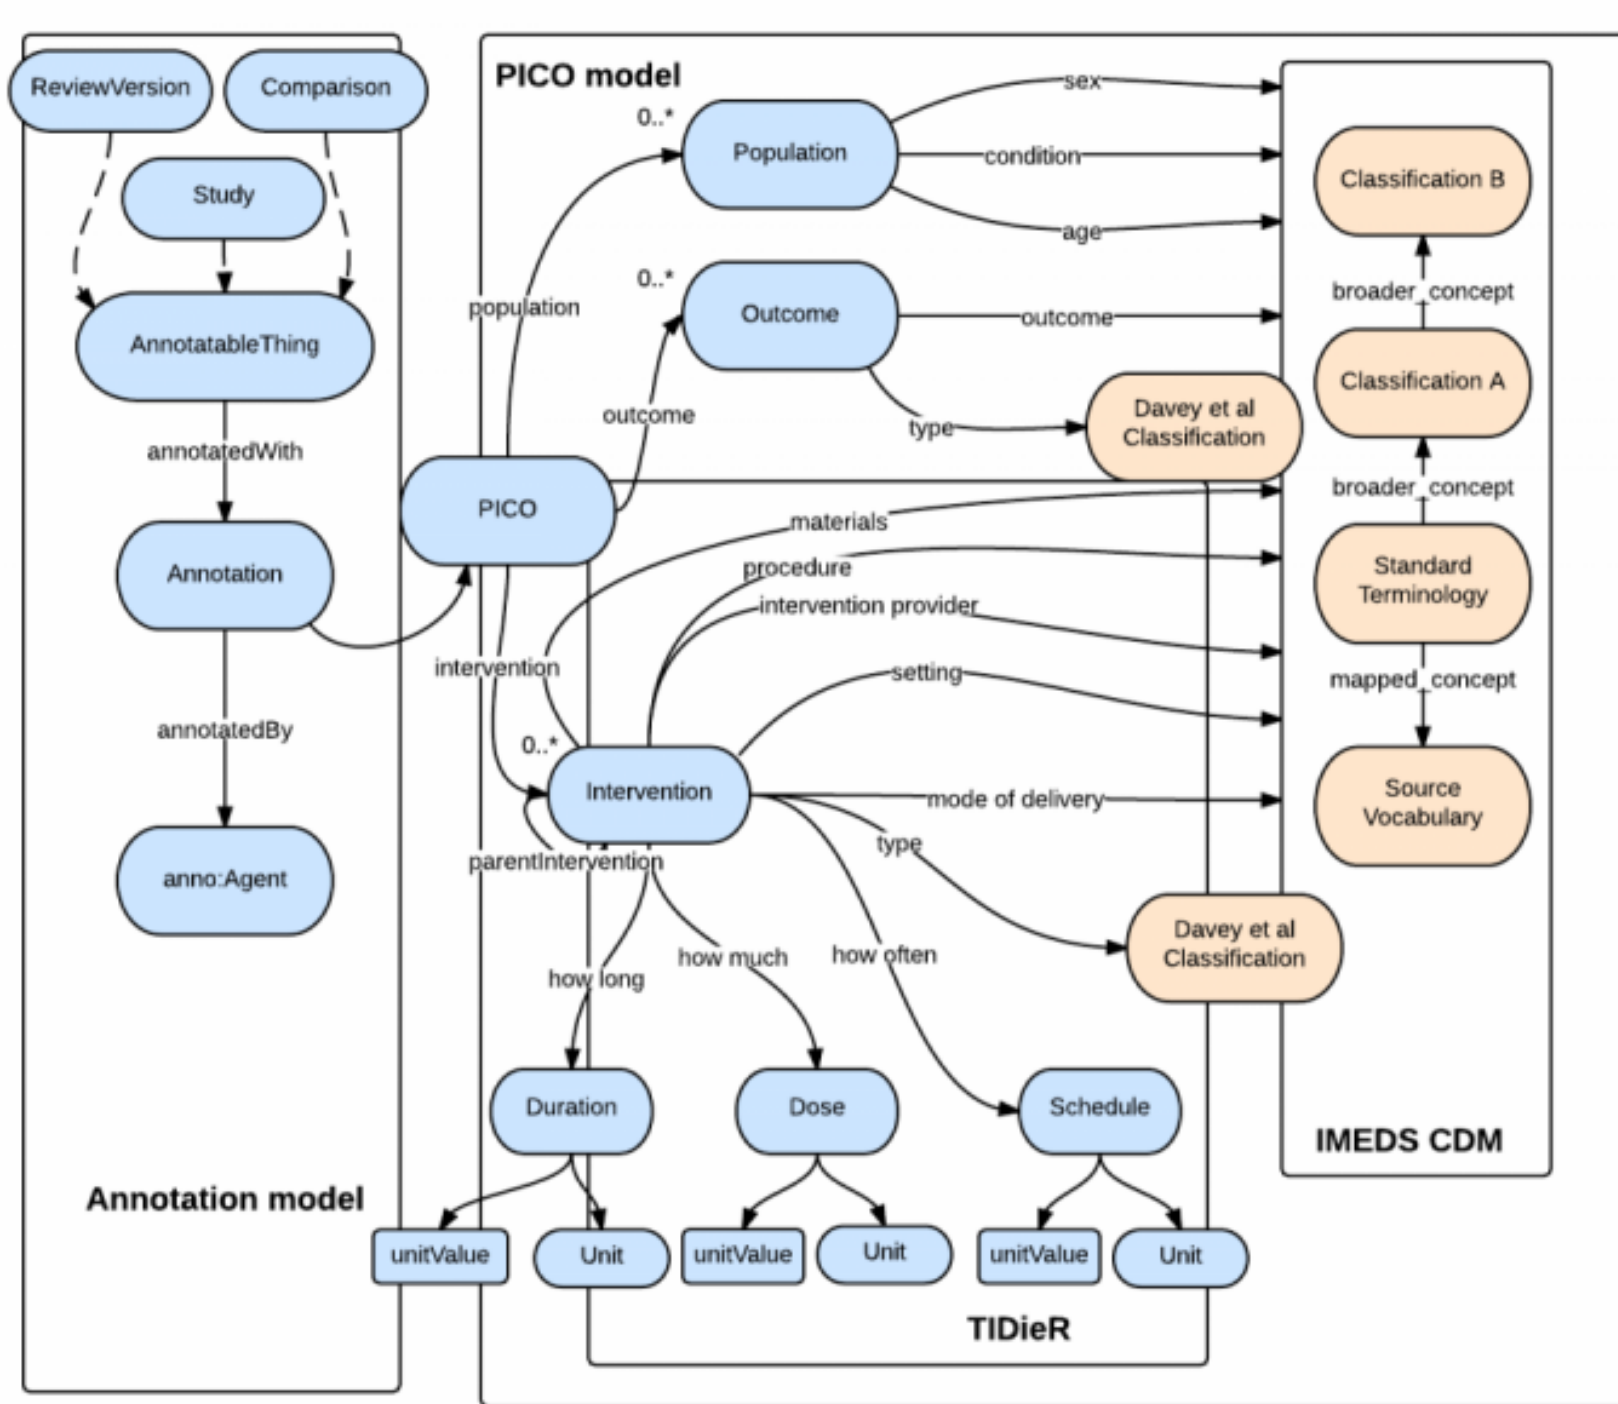 ReviewVersion
Comparison
Study
AnnotatableThing
annotatedWith
Annotation
annotatedBy
anno:Agent
Annotation model
PICO model
0..*
Population
sex
condition
age
population
0..*
Outcome
outcome
type
outcome
Davey et al
Classification
PICO
materials
procedure
intervention provider
setting
intervention
0..*
Intervention
mode of delivery
type
parentIntervention
how long
how much
how often
Davey et al
Classification
Duration
Dose
Schedule
unitValue
Unit
unitValue
Unit
unitValue
Unit
TIDieR
Classification B
broader_concept
Classification A
broader_concept
Standard
Terminology
mapped_concept
Source
Vocabulary
IMEDS CDM